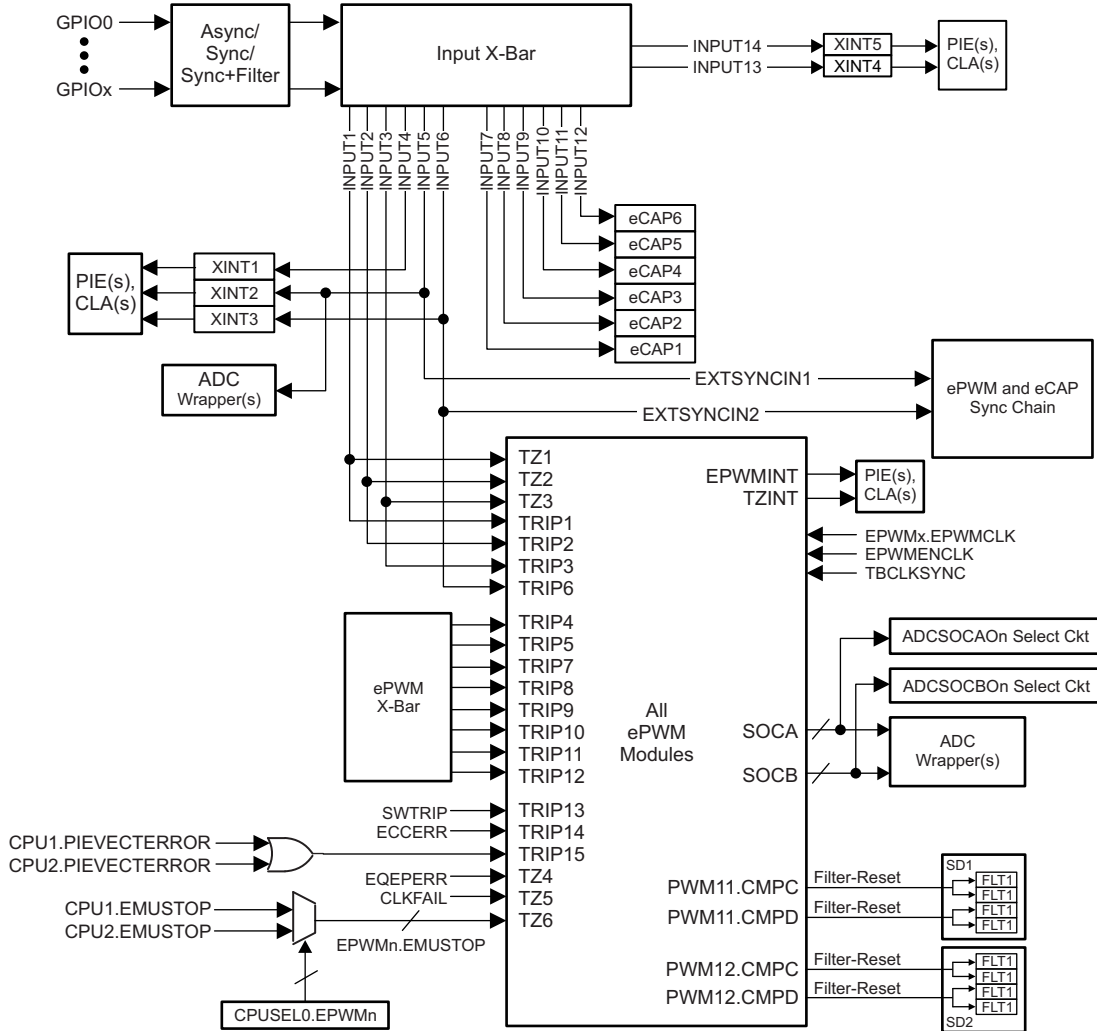 GPIO0
GPIOx
Async/
Sync/
Sync+Filter
Input X-Bar
INPUT14
INPUT13
XINT5
XINT4
PIE(s),
CLA(s)
INPUT1
INPUT2
INPUT3
INPUT4
INPUT5
INPUT6
INPUT7
INPUT8
INPUT9
INPUT10
INPUT11
INPUT12
eCAP6
eCAP5
eCAP4
eCAP3
eCAP2
eCAP1
PIE(s),
CLA(s)
XINT1
XINT2
XINT3
ADC
Wrapper(s)
EXTSYNCIN1
EXTSYNCIN2
ePWM and eCAP
Sync Chain
TZ1
TZ2
TZ3
TRIP1
TRIP2
TRIP3
TRIP6
EPWMINT
TZINT
PIE(s),
CLA(s)
EPWMx.EPWMCLK
EPWMENCLK
TBCLKSYNC
ePWM
X-Bar
TRIP4
TRIP5
TRIP7
TRIP8
TRIP9
TRIP10
TRIP11
TRIP12
All
ePWM
Modules
SOCA
SOCB
ADCSOCAOn Select Ckt
ADCSOCBOn Select Ckt
ADC
Wrapper(s)
SWTRIP
ECCERR
TRIP13
TRIP14
TRIP15
CPU1.PIEVECTERROR
CPU2.PIEVECTERROR
EQEPERR
CLKFAIL
TZ4
TZ5
TZ6
CPU1.EMUSTOP
CPU2.EMUSTOP
EPWMn.EMUSTOP
CPUSEL0.EPWMn
PWM11.CMPC
PWM11.CMPD
PWM12.CMPC
PWM12.CMPD
Filter-Reset
Filter-Reset
Filter-Reset
Filter-Reset
SD1
FLT1
FLT1
FLT1
FLT1
FLT1
FLT1
FLT1
FLT1
SD2